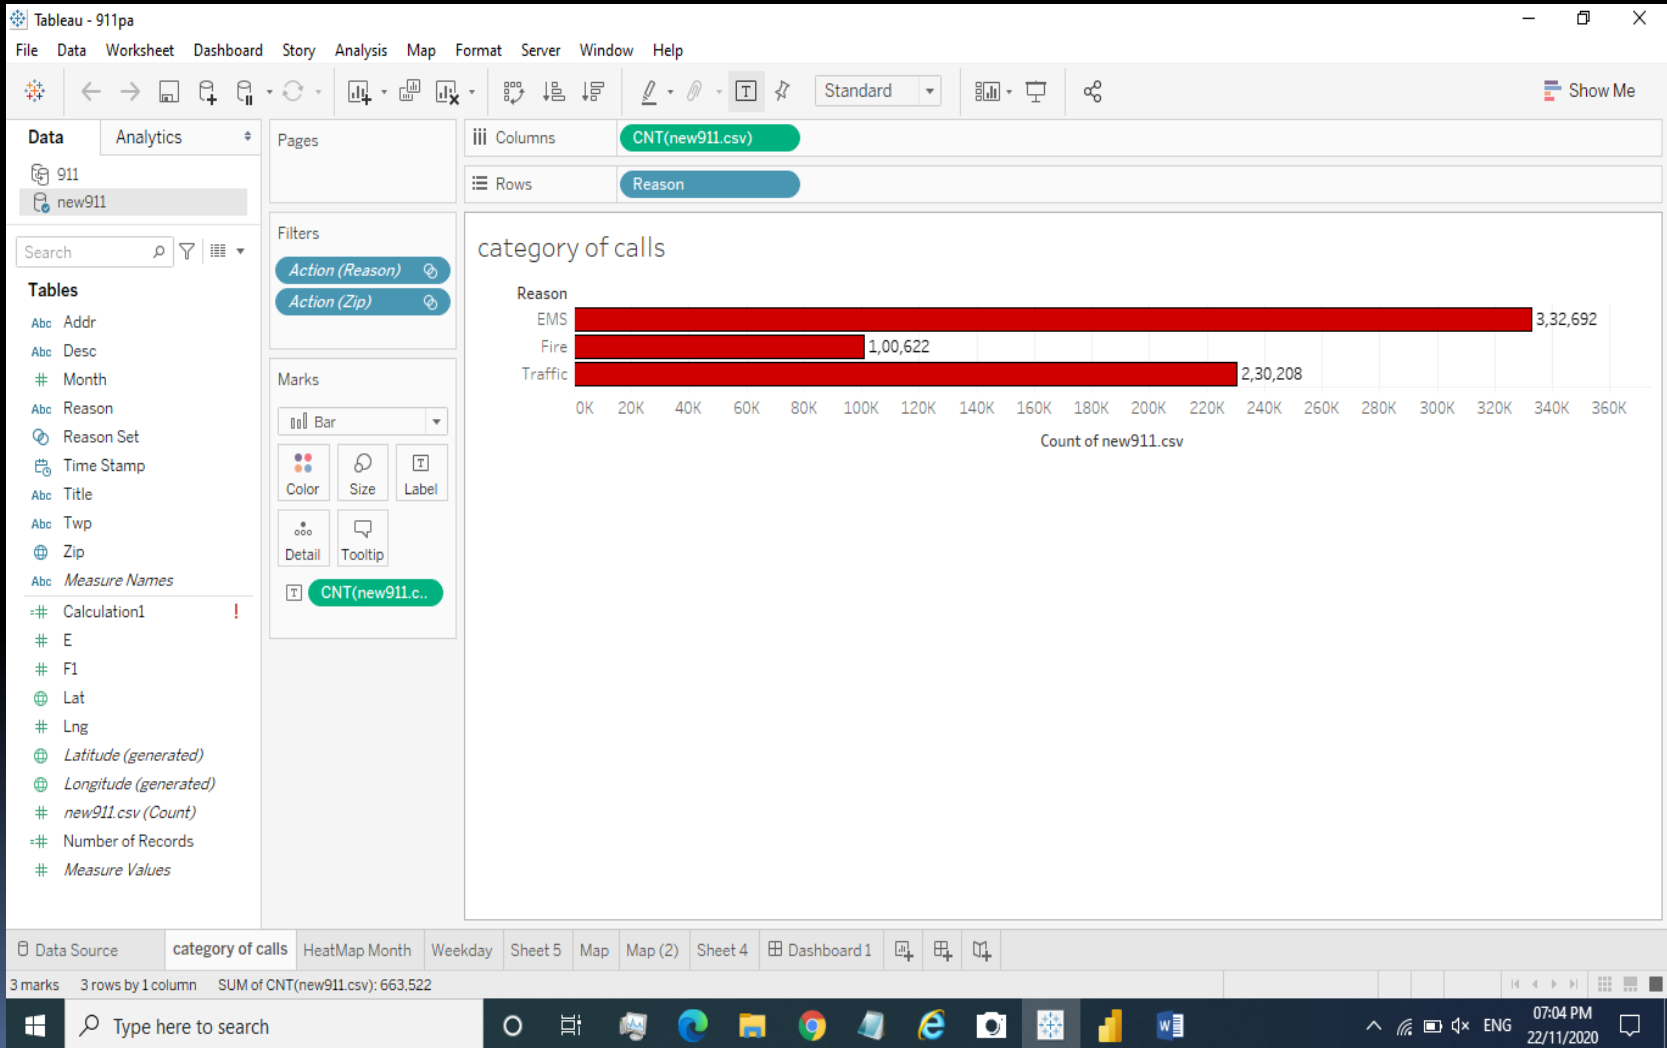 Tableau - 911pa
File Data Worksheet Dashboard Story Analysis Map Format Server Window Help
Standard
Show Me
Data Analytics
911
new911
Search
Tables
Abc Addr
Abc Desc
# Month
Abc Reason
Reason Set
Time Stamp
Abc Title
Abc Twp
Zip
Abc Measure Names
=# Calculation1 !
# E
# F1
Lat
# Lng
Latitude (generated)
Longitude (generated)
# new911.csv (Count)
=# Number of Records
# Measure Values
Pages
Filters
Action (Reason)
Action (Zip)
Marks
Bar
Color Size Label
Detail Tooltip
CNT(new911.c..
Columns CNT(new911.csv)
Rows Reason
category of calls
Reason
EMS 3,32,692
Fire 1,00,622
Traffic 2,30,208
0K 20K 40K 60K 80K 100K 120K 140K 160K 180K 200K 220K 240K 260K 280K 300K 320K 340K 360K
Count of new911.csv
Data Source category of calls HeatMap Month Weekday Sheet 5 Map Map (2) Sheet 4 Dashboard 1
3 marks 3 rows by 1 column SUM of CNT(new911.csv): 663,522
Type here to search
ENG
07:04 PM
22/11/2020